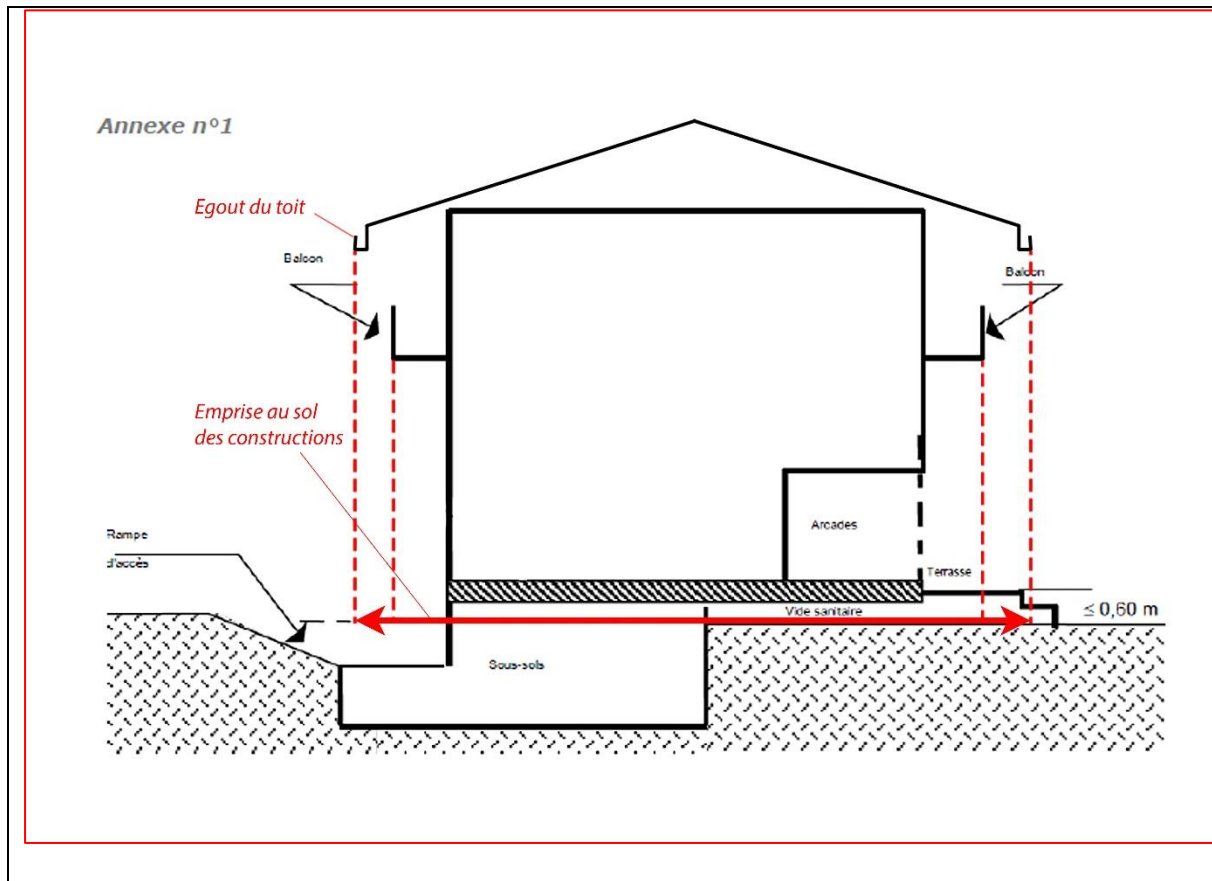 Annexe n°1
Egout du toit
Balcon
Balcon
Emprise au sol
des constructions
Arcades
Rampe
d'accès
Terrasse
Vide sanitaire
≤ 0,60 m
Sous-sols